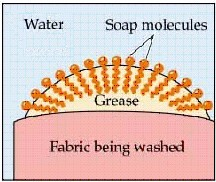 Water
Soap molecules
Grease
Fabric being washed